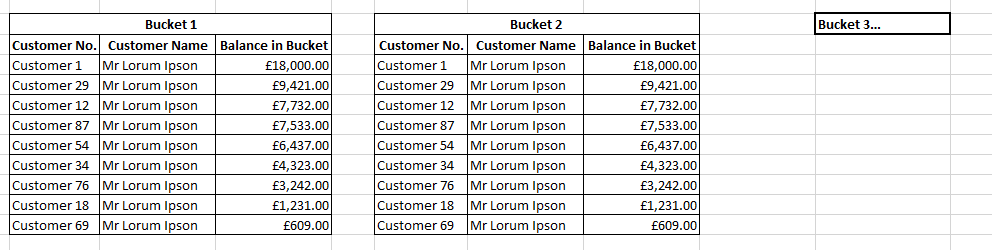 Bucket 1 Bucket 2 Bucket 3...
Customer No. Customer Name Balance in Bucket Customer No. Customer Name Balance in Bucket
Customer 1 Mr Lorum Ipson £18,000.00 Customer 1 Mr Lorum Ipson £18,000.00
Customer 29 Mr Lorum Ipson £9,421.00 Customer 29 Mr Lorum Ipson £9,421.00
Customer 12 Mr Lorum Ipson £7,732.00 Customer 12 Mr Lorum Ipson £7,732.00
Customer 87 Mr Lorum Ipson £7,533.00 Customer 87 Mr Lorum Ipson £7,533.00
Customer 54 Mr Lorum Ipson £6,437.00 Customer 54 Mr Lorum Ipson £6,437.00
Customer 34 Mr Lorum Ipson £4,323.00 Customer 34 Mr Lorum Ipson £4,323.00
Customer 76 Mr Lorum Ipson £3,242.00 Customer 76 Mr Lorum Ipson £3,242.00
Customer 18 Mr Lorum Ipson £1,231.00 Customer 18 Mr Lorum Ipson £1,231.00
Customer 69 Mr Lorum Ipson £609.00 Customer 69 Mr Lorum Ipson £609.00